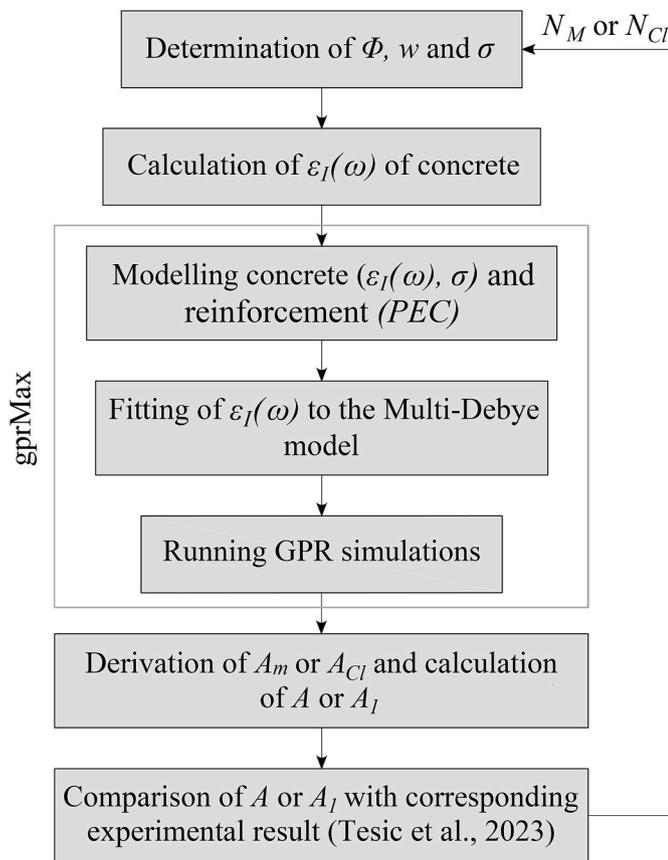 N_M or N_Cl
Determination of Φ, w and σ
Calculation of ε_I(ω) of concrete
gprMax
Modelling concrete (ε_I(ω), σ) and
reinforcement (PEC)
Fitting of ε_I(ω) to the Multi-Debye
model
Running GPR simulations
Derivation of A_m or A_Cl and calculation
of A or A_I
Comparison of A or A_I with corresponding
experimental result (Tesic et al., 2023)